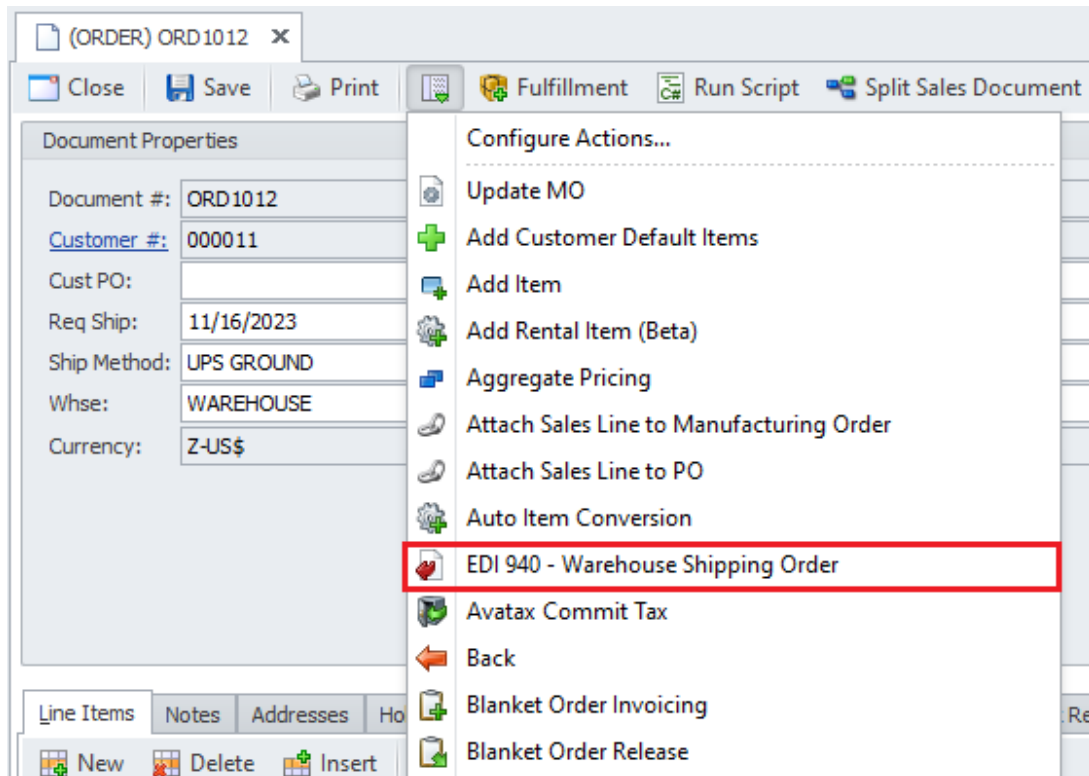 (ORDER) ORD1012
Close Save Print Fulfillment C# Run Script Split Sales Document
Document Properties
Document #: ORD1012
Customer #: 000011
Cust PO:
Req Ship: 11/16/2023
Ship Method: UPS GROUND
Whse: WAREHOUSE
Currency: Z-US$
Configure Actions...
Update MO
Add Customer Default Items
Add Item
Add Rental Item (Beta)
Aggregate Pricing
Attach Sales Line to Manufacturing Order
Attach Sales Line to PO
Auto Item Conversion
EDI 940 - Warehouse Shipping Order
Avatax Commit Tax
Back
Blanket Order Invoicing
Blanket Order Release
Line Items Notes Addresses Ho Re
New Delete Insert